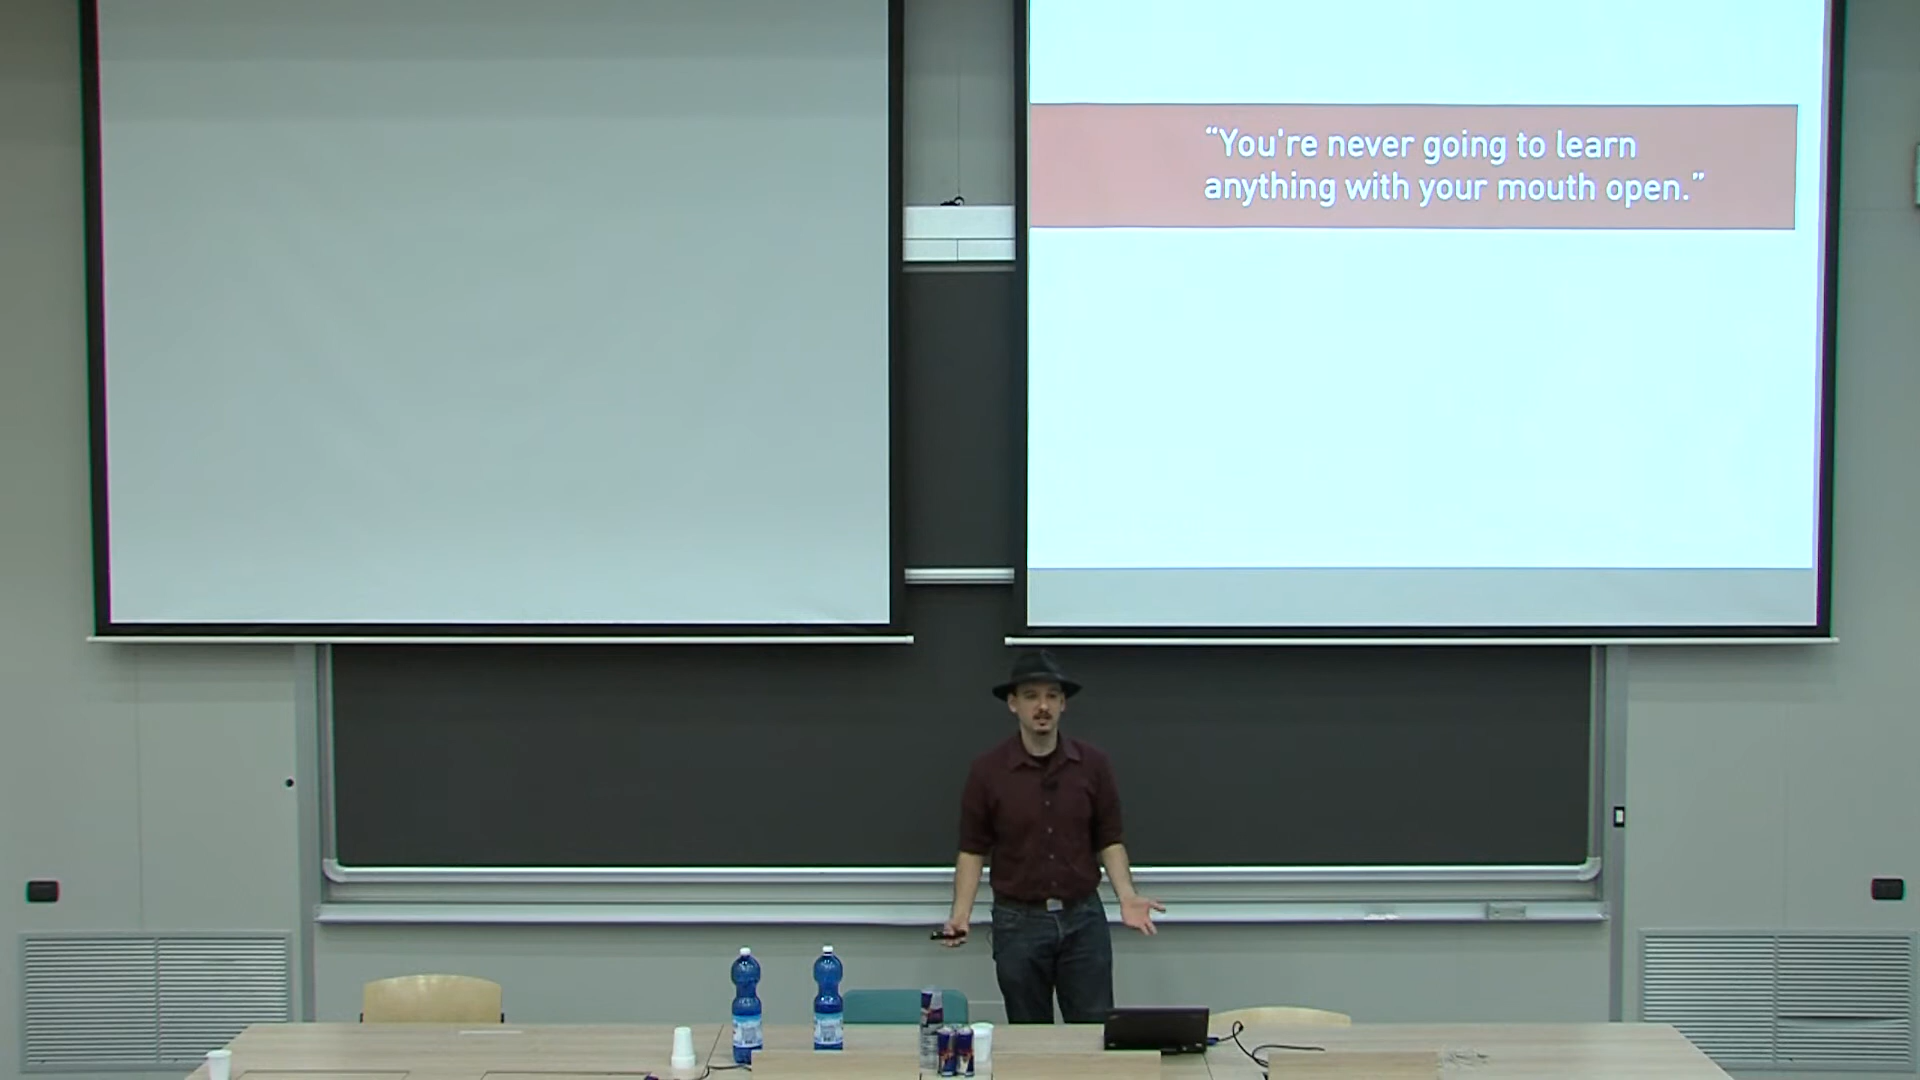 “You're never going to learn
anything with your mouth open.”